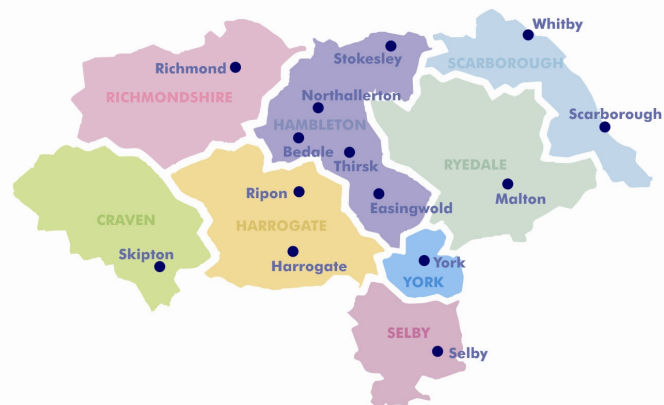 Whitby
Stokesley
SCARBOROUGH
Richmond
RICHMONDSHIRE
Northallerton
Scarborough
HAMBLETON
Bedale
Thirsk
RYEDALE
Ripon
Malton
Easingwold
CRAVEN
HARROGATE
Skipton
Harrogate
York
YORK
SELBY
Selby